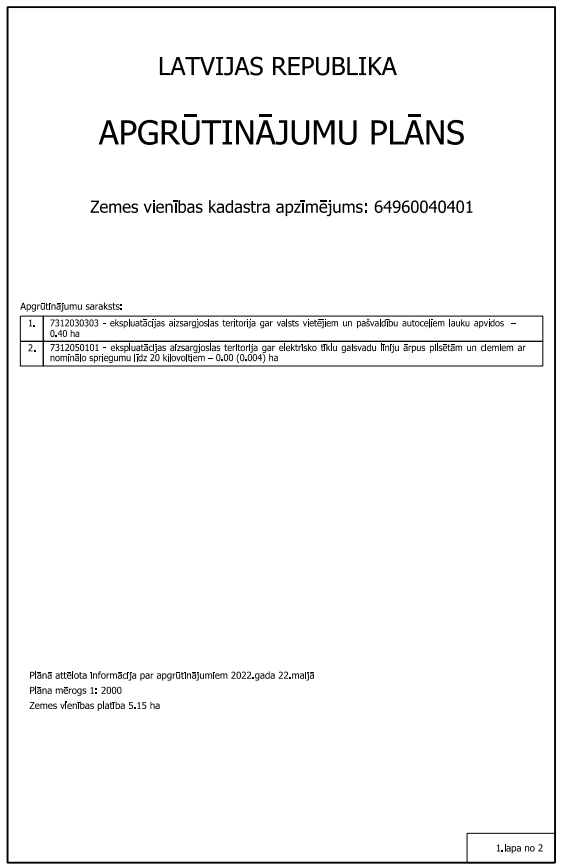 LATVIJAS REPUBLIKA
APGRŪTINĀJUMU PLĀNS
Zemes vienības kadastra apzīmējums: 64960040401
Apgrūtinājumu saraksts:
1. 7312030303 - ekspluatācijas aizsargjoslas teritorija gar valsts vietējiem un pašvaldību autoceļiem lauku apvidos –
0.40 ha
2. 7312050101 - ekspluatācijas aizsargjoslas teritorija gar elektrisko tīklu gaisvadu līniju ārpus pilsētām un ciemiem ar
nominālo spriegumu līdz 20 kilovoltiem – 0.00 (0.004) ha
Plānā attēlota informācija par apgrūtinājumiem 2022.gada 22.maijā
Plāna mērogs 1: 2000
Zemes vienības platība 5.15 ha
1.lapa no 2